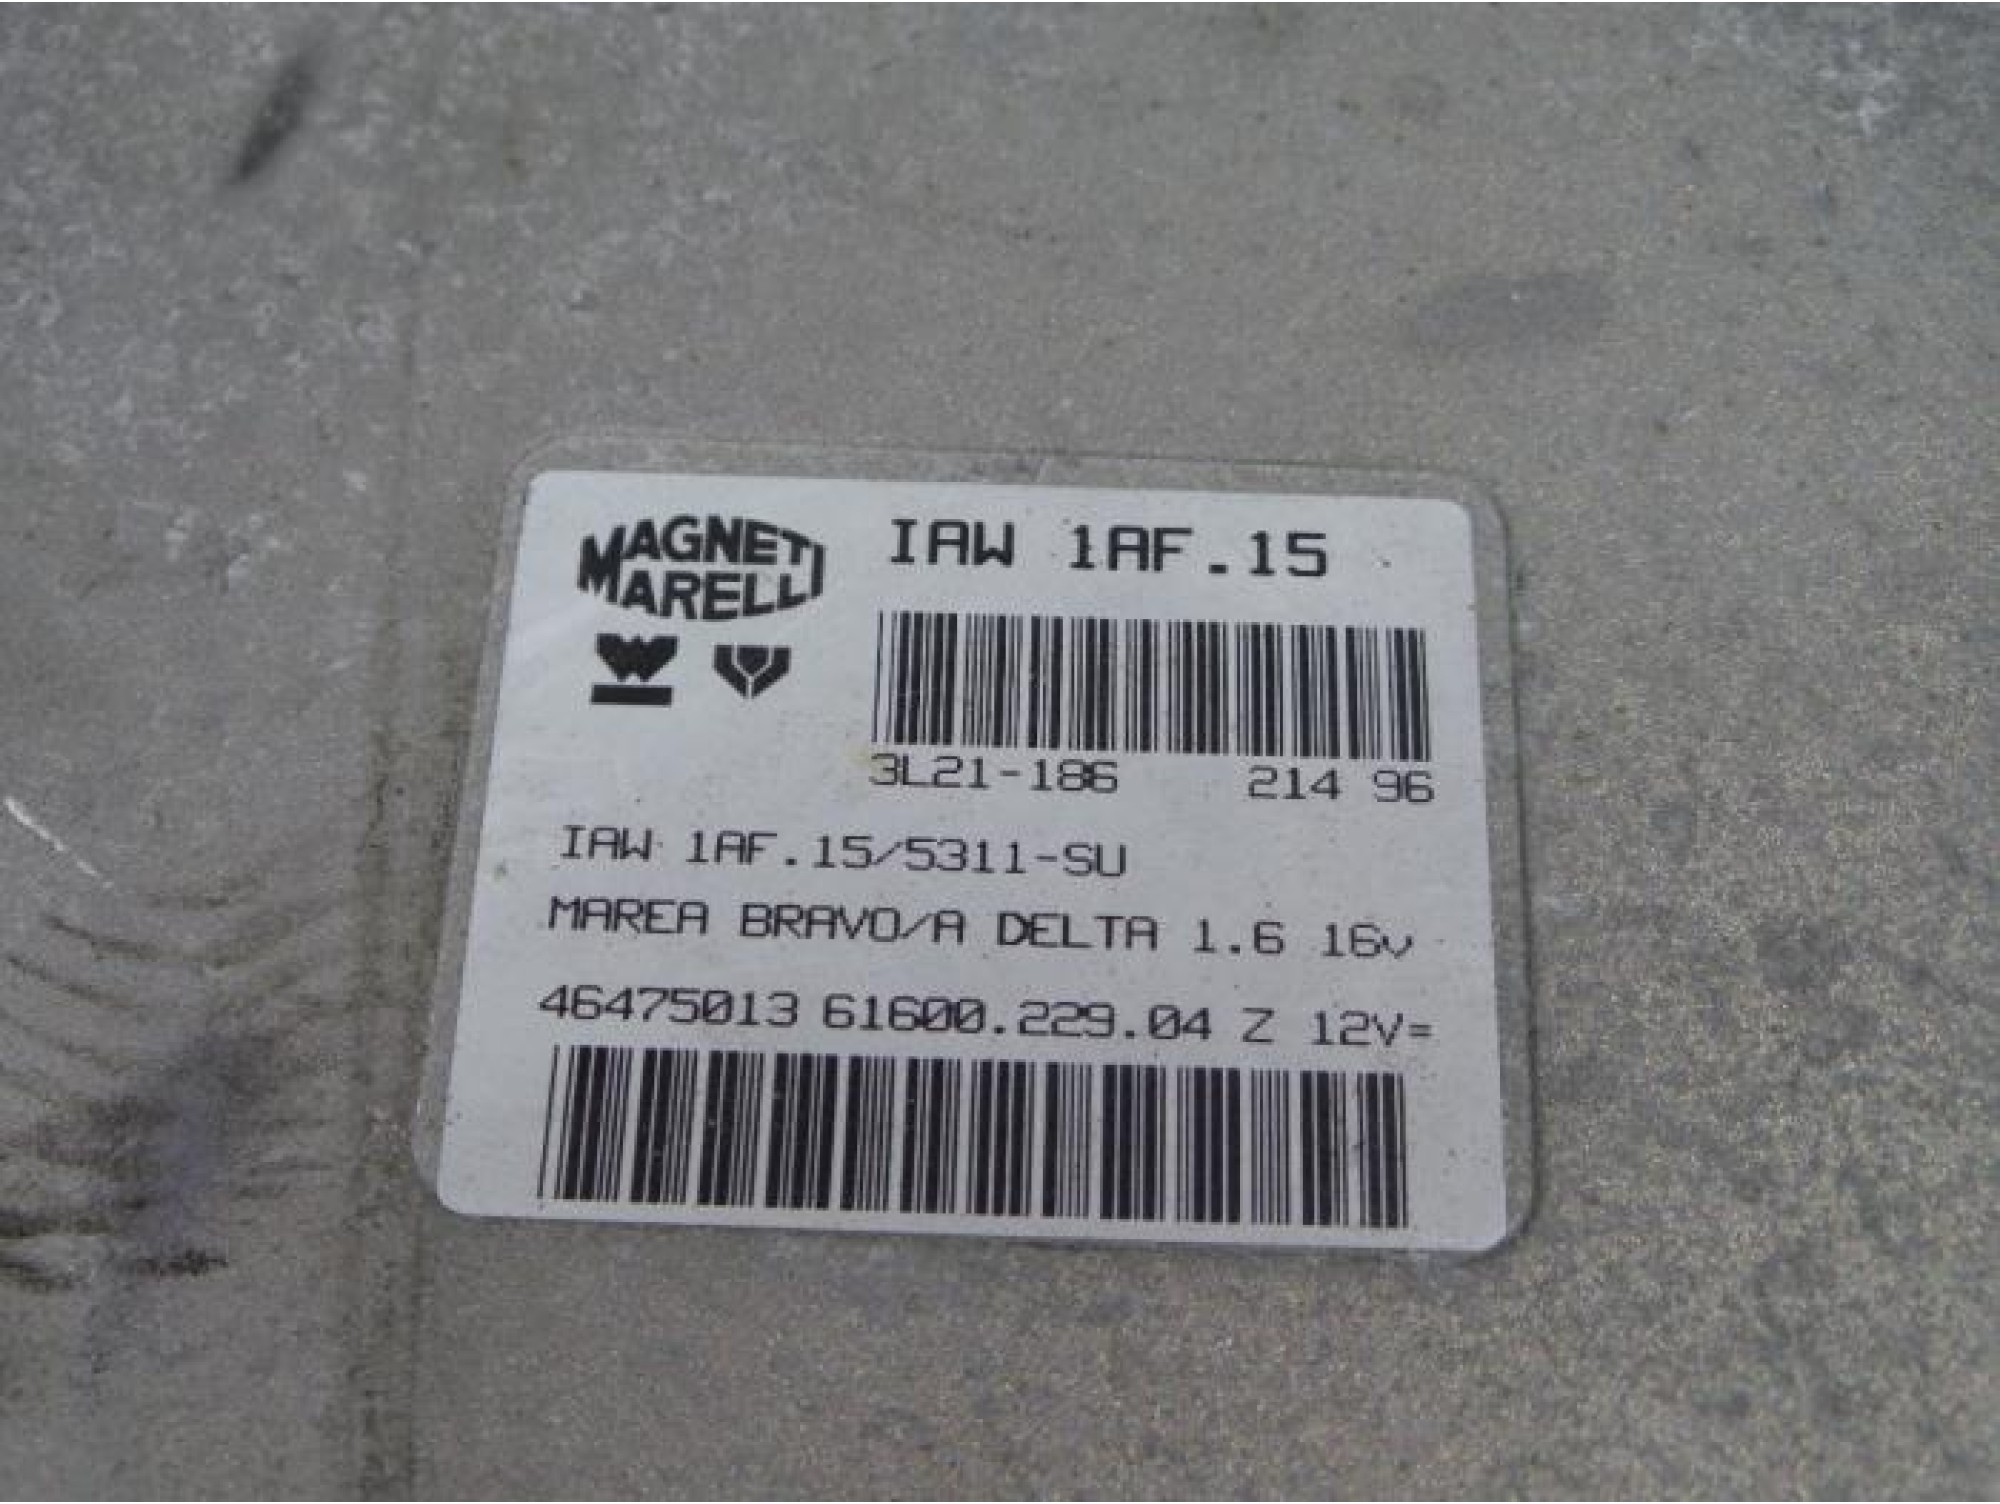 MAGNETI
MARELLI
IAW 1AF.15
3L21-186 214 96
IAW 1AF.15/5311-SU
MAREA BRAVO/A DELTA 1.6 16v
46475013 61600.229.04 Z 12V=